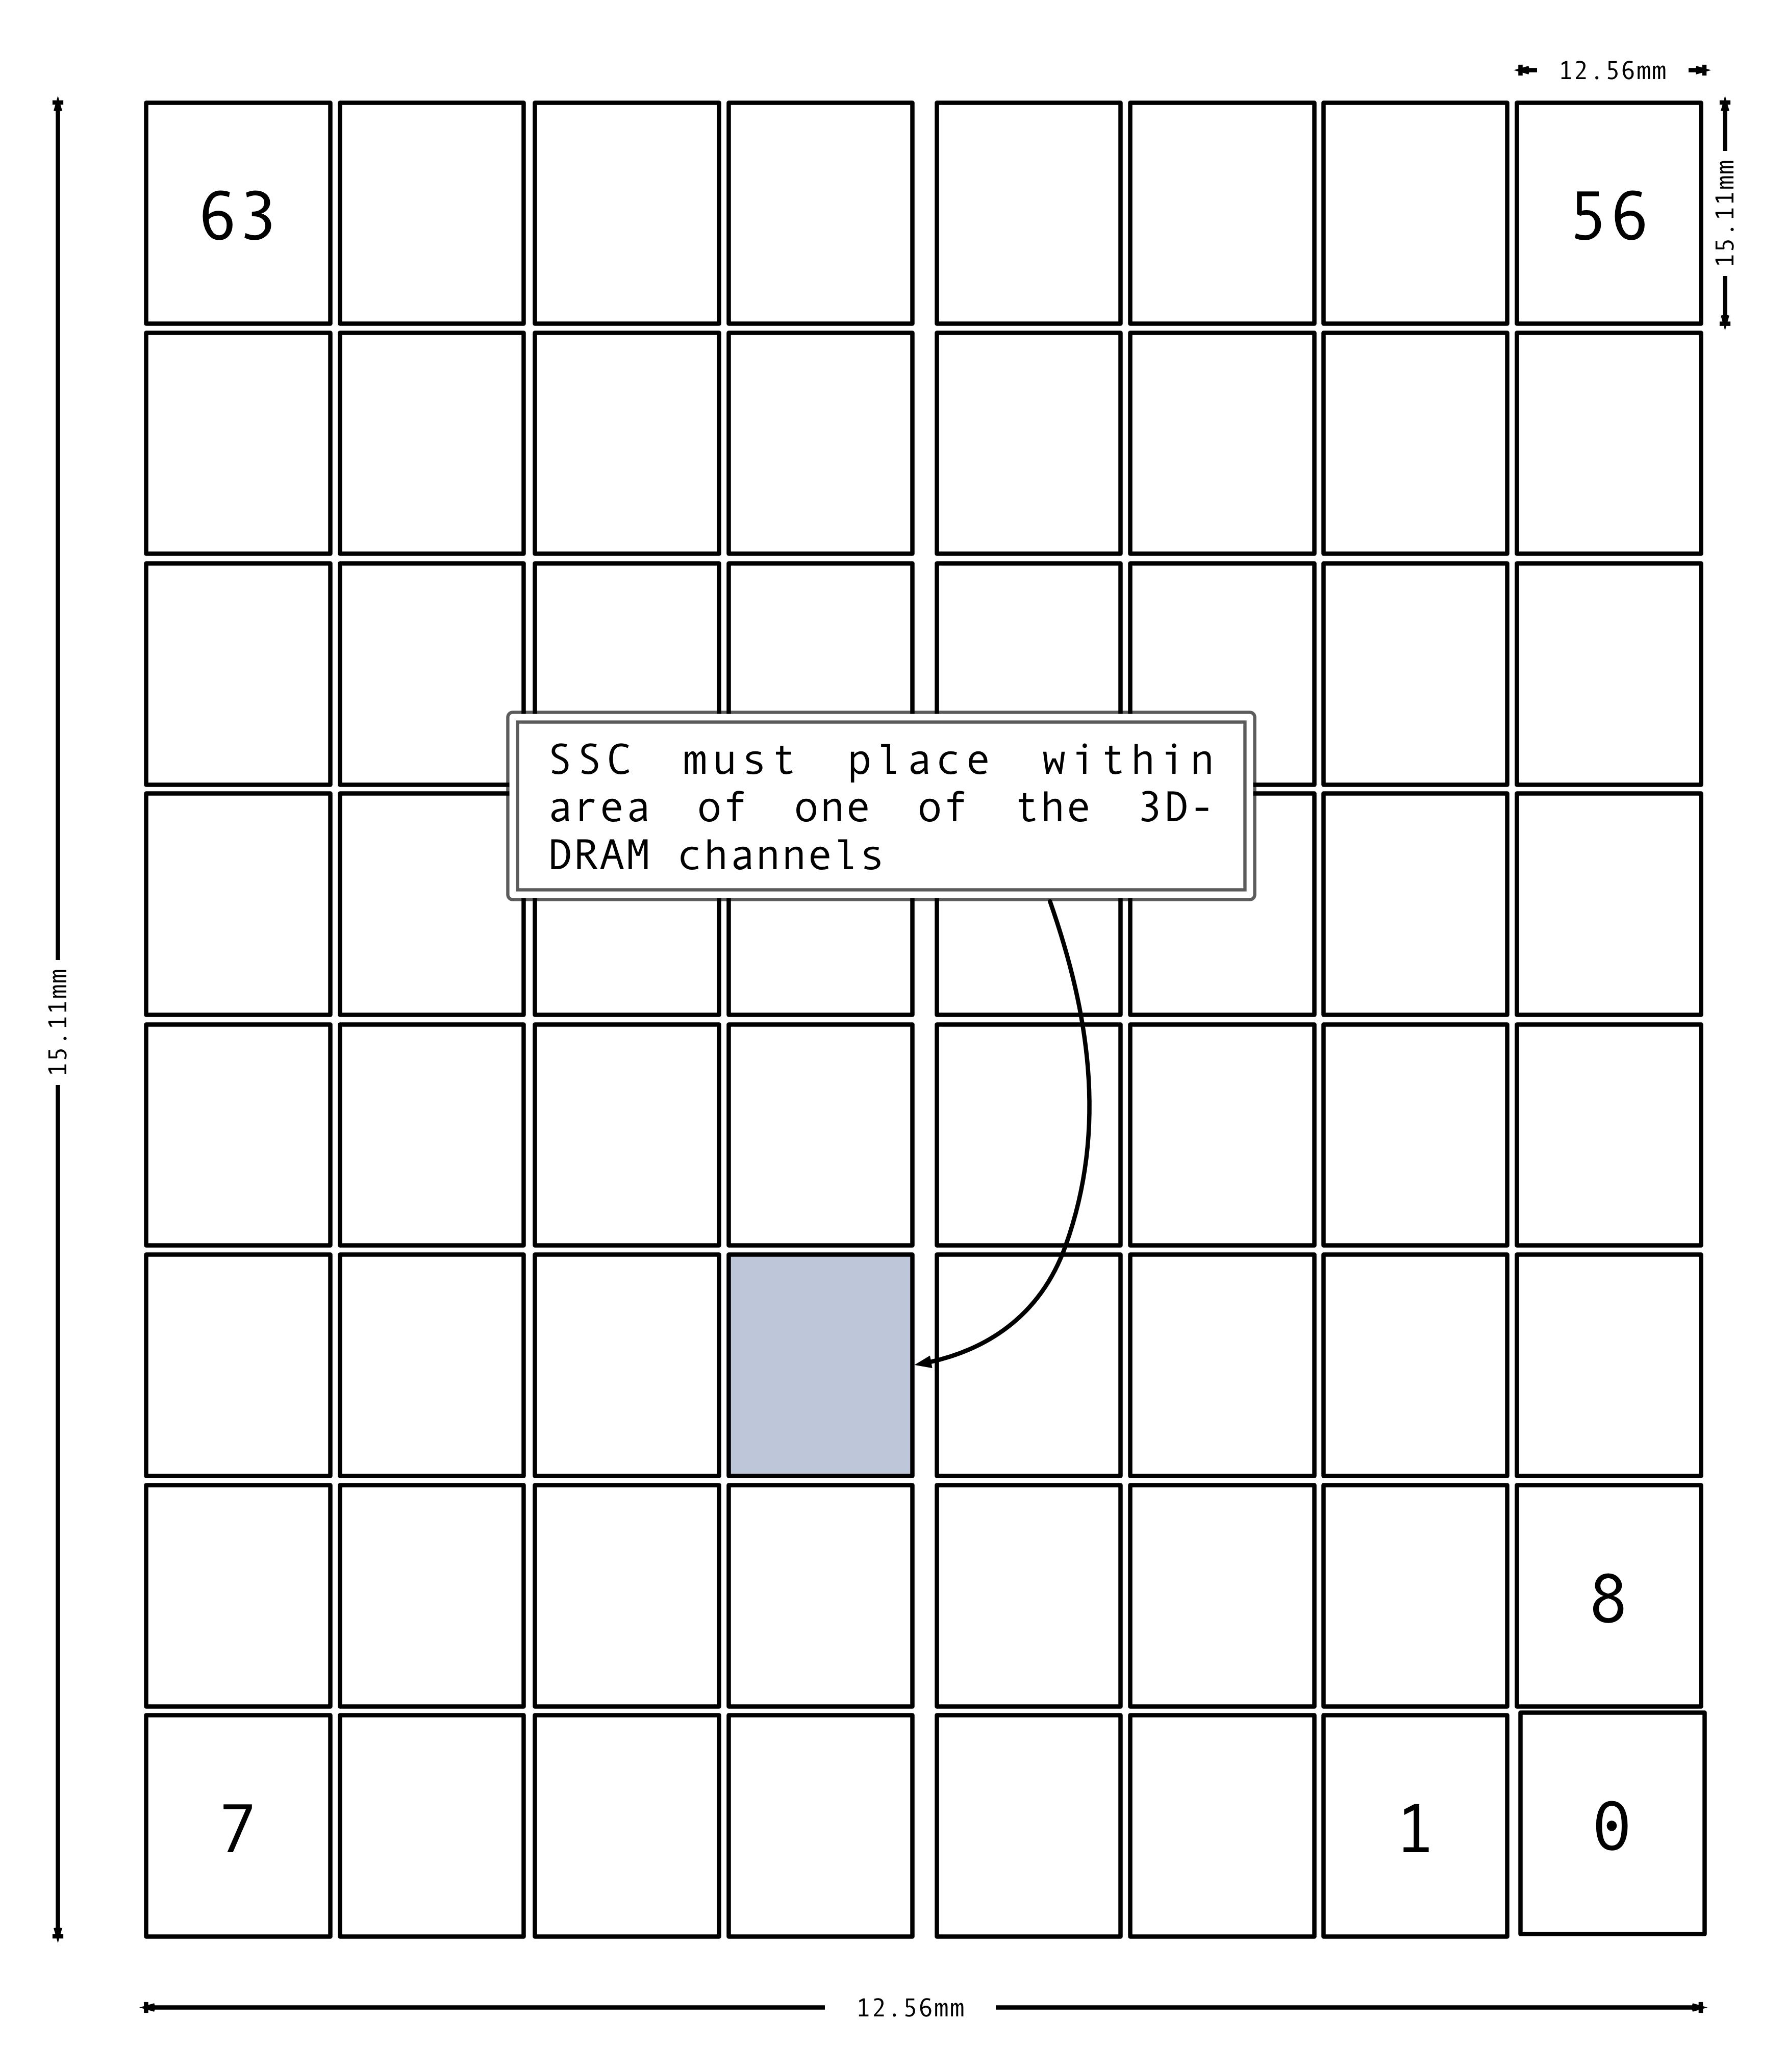 12.56mm
63
56
15.11mm
SSC must place within
area of one of the 3D-
DRAM channels
15.11mm
8
7
1
0
12.56mm